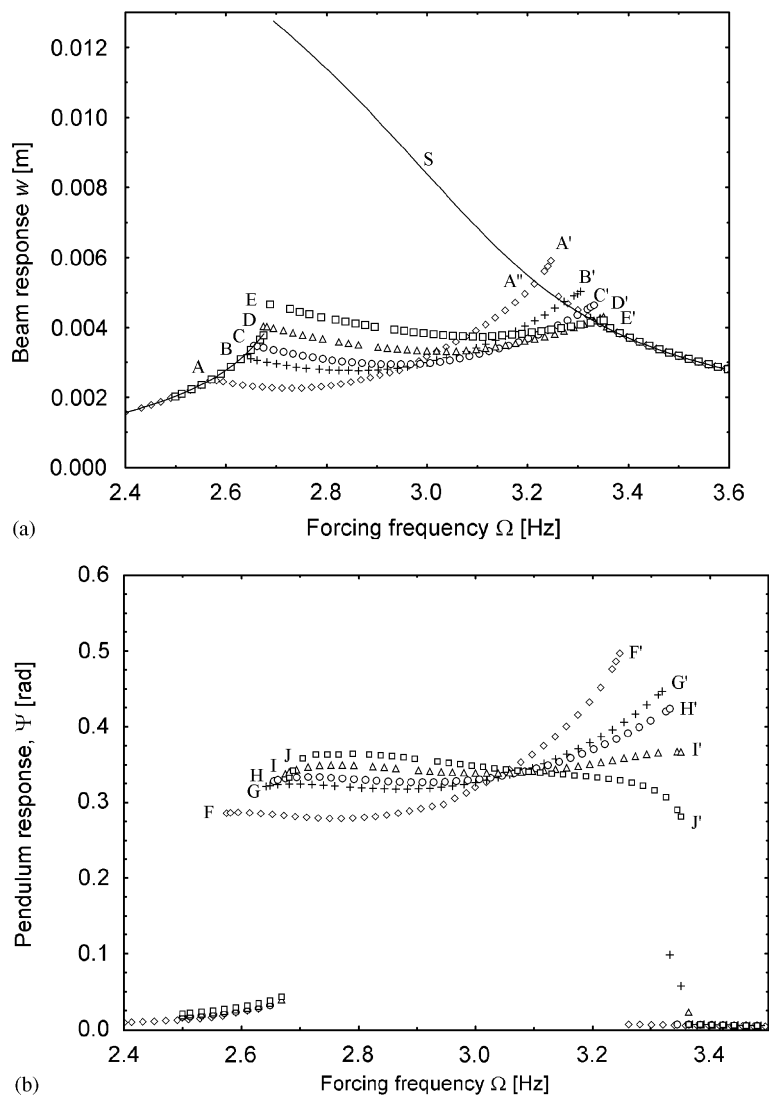 0.012
0.010
0.008
0.006
0.004
0.002
0.000
Beam response w [m]
S
A'
A"
B'
C'
D'
E'
E
D
C
B
A
2.4 2.6 2.8 3.0 3.2 3.4 3.6
(a) Forcing frequency Ω [Hz]
0.6
0.5
0.4
0.3
0.2
0.1
0.0
Pendulum response, Ψ [rad]
F'
G'
H'
I'
J'
J
I
H
G
F
2.4 2.6 2.8 3.0 3.2 3.4
(b) Forcing frequency Ω [Hz]